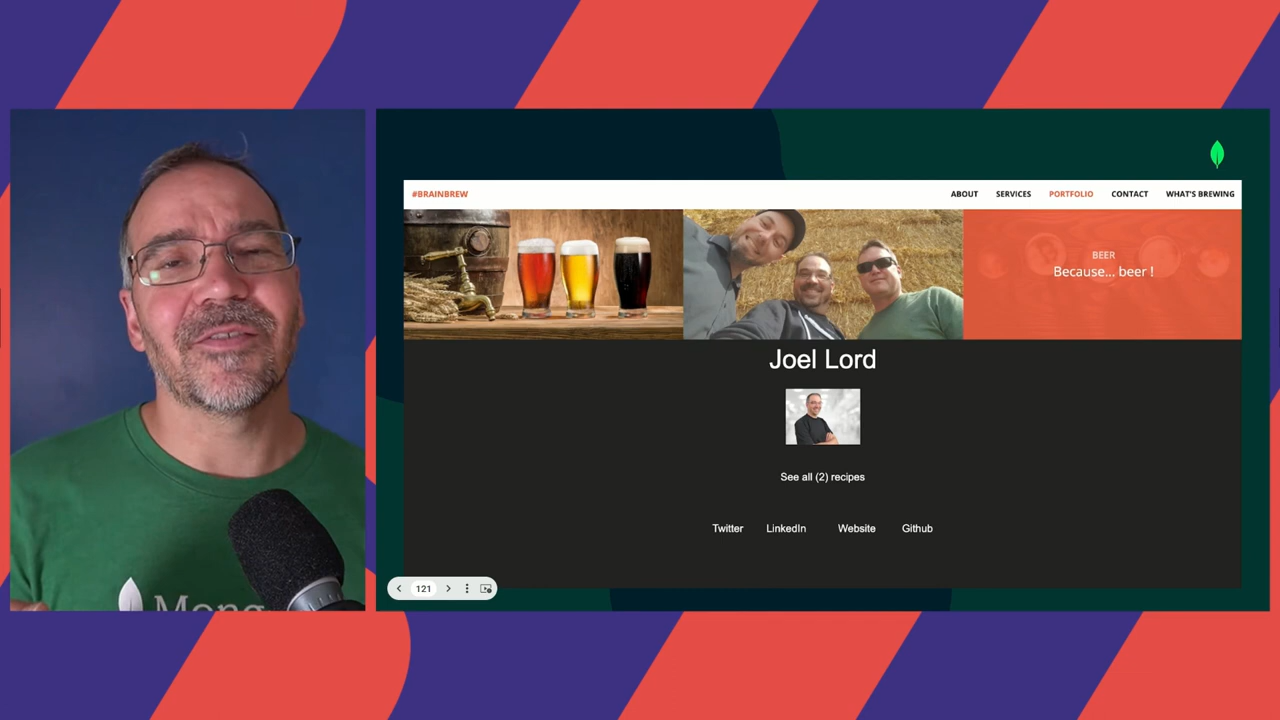 #BRAINBREW
ABOUT SERVICES PORTFOLIO CONTACT WHAT'S BREWING
BEER
Because... beer !
Joel Lord
See all (2) recipes
Twitter LinkedIn Website Github
121
Mong